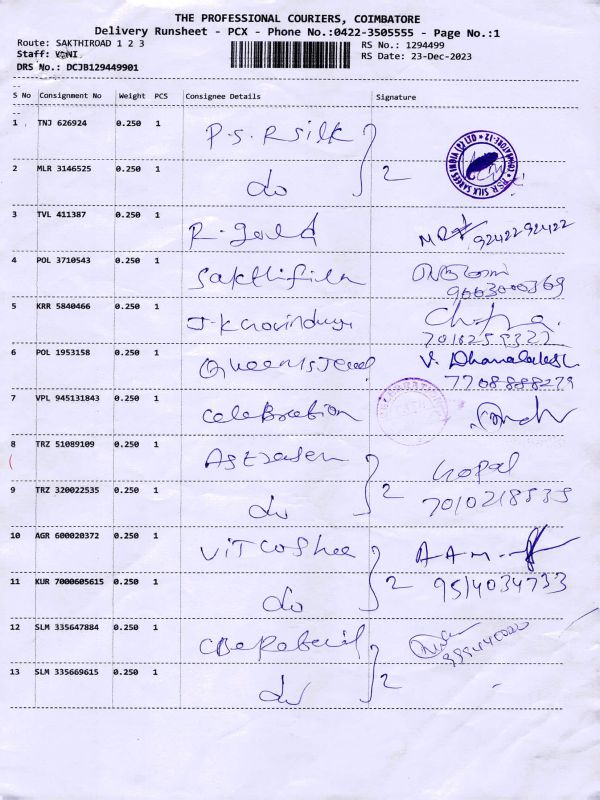 THE PROFESSIONAL COURIERS, COIMBATORE
Delivery Runsheet - PCX - Phone No.:0422-3505555 - Page No.:1
Route: SAKTHIROAD 1 2 3
RS No.: 1294499
Staff: VANI
RS Date: 23-Dec-2023
DRS No.: DCJB129449901
S No Consignment No Weight PCS Consignee Details Signature
1 TNJ 626924 0.250 1 P.S.R silk
2 MLR 3146525 0.250 1 do 2
3 TVL 411387 0.250 1 R. gold 9242292422
4 POL 3710543 0.250 1 9663000369
5 KRR 5840466 0.250 1
6 POL 1953158 0.250 1 V. 7708888279
7 VPL 945131843 0.250 1 celebration
8 TRZ 51089109 0.250 1 Gopal
9 TRZ 320022535 0.250 1 do 2
10 AGR 600020372 0.250 1
11 KUR 7000605615 0.250 1 do 2 9514034733
12 SLM 335647884 0.250 1
13 SLM 335669615 0.250 1 do 2